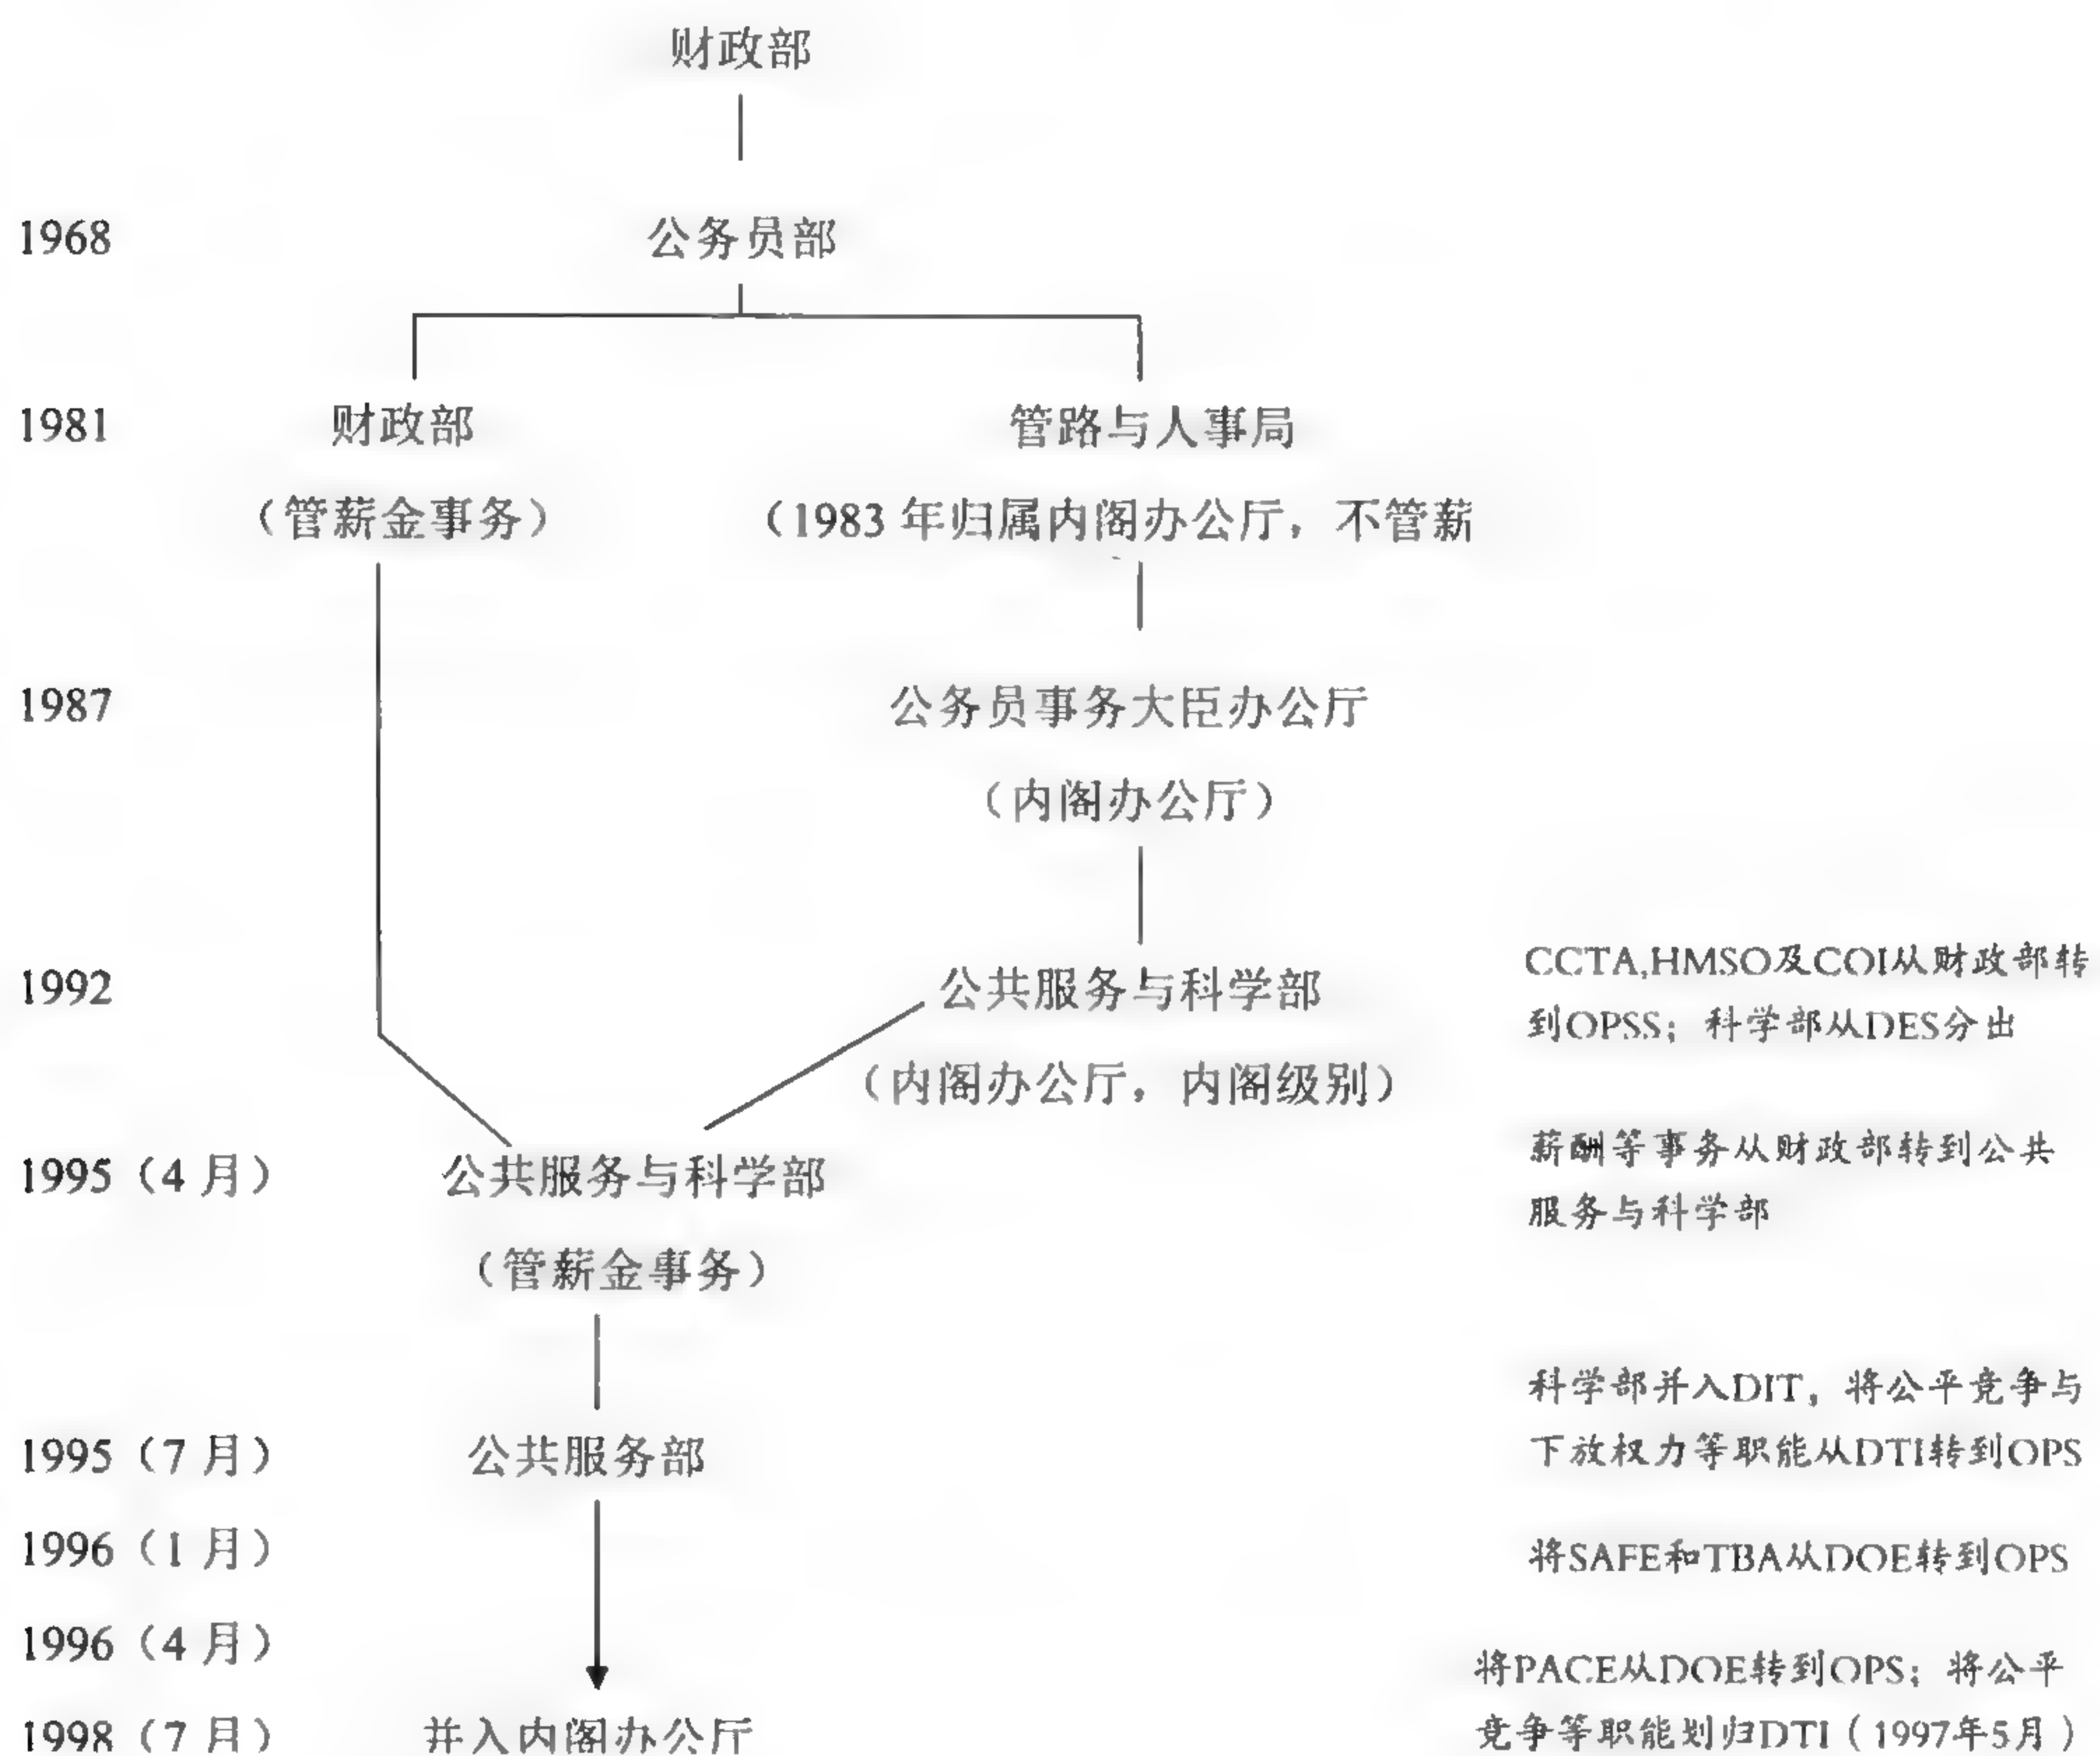 财政部
1968 公务员部
1981 财政部 管路与人事局
（管薪金事务） （1983 年归属内阁办公厅，不管薪
1987 公务员事务大臣办公厅
（内阁办公厅）
1992 公共服务与科学部
CCTA,HMSO及COI从财政部转
到OPSS；科学部从DES分出
（内阁办公厅，内阁级别）
1995（4 月） 公共服务与科学部
薪酬等事务从财政部转到公共
服务与科学部
（管薪金事务）
科学部并入DIT，将公平竞争与
1995（7 月） 公共服务部
下放权力等职能从DTI转到OPS
1996（1 月） 将SAFE和TBA从DOE转到OPS
1996（4 月）
将PACE从DOE转到OPS；将公平
竞争等职能划归DTI（1997年5月）
1998（7 月） 并入内阁办公厅